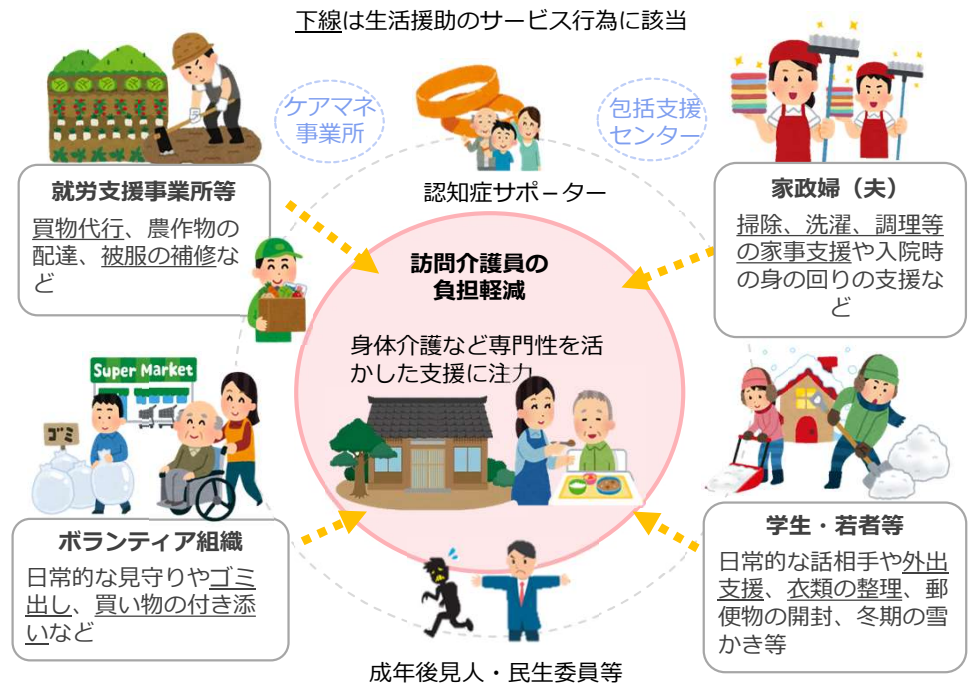 下線は生活援助のサービス行為に該当
ケアマネ
事業所
包括支援
センター
認知症サポーター
就労支援事業所等
買物代行、農作物の
配達、被服の補修な
ど
家政婦（夫）
掃除、洗濯、調理等
の家事支援や入院時
の身の回りの支援な
ど
訪問介護員の
負担軽減
身体介護など専門性を活
かした支援に注力
Super Market
ゴミ
ボランティア組織
日常的な見守りやゴミ
出し、買い物の付き添
いなど
学生・若者等
日常的な話相手や外出
支援、衣類の整理、郵
便物の開封、冬期の雪
かき等
成年後見人・民生委員等